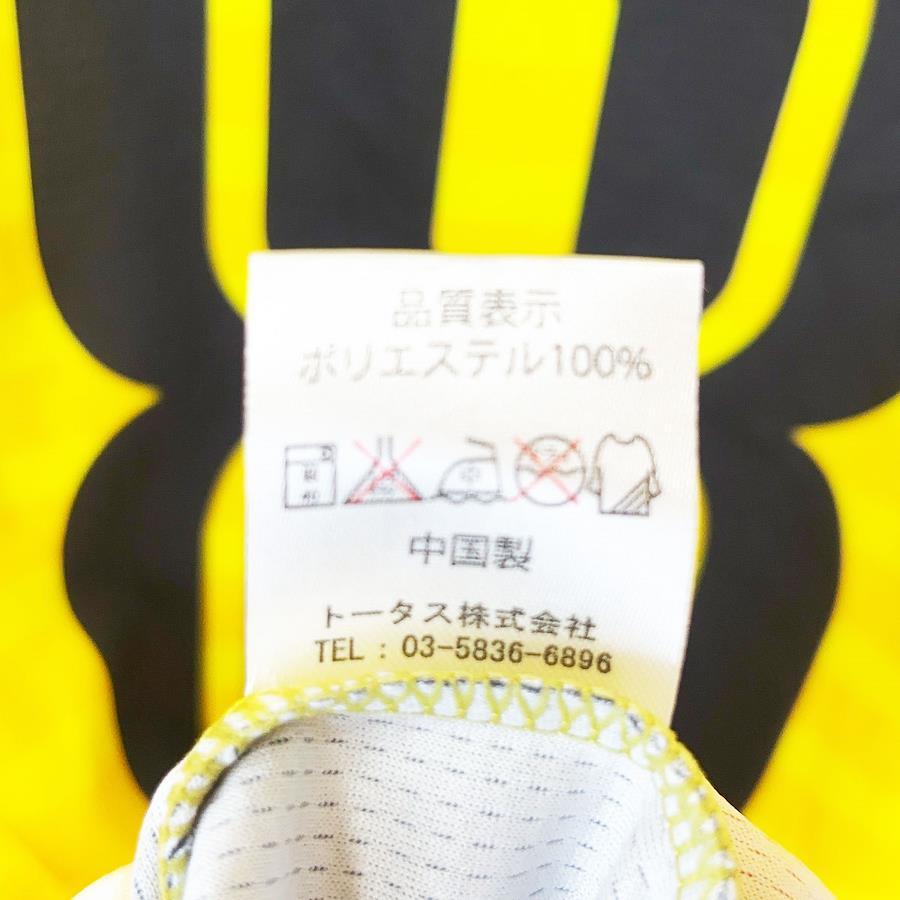 品質表示
ポリエステル100%
中
中国製
トータス株式会社
TEL : 03-5836-6896